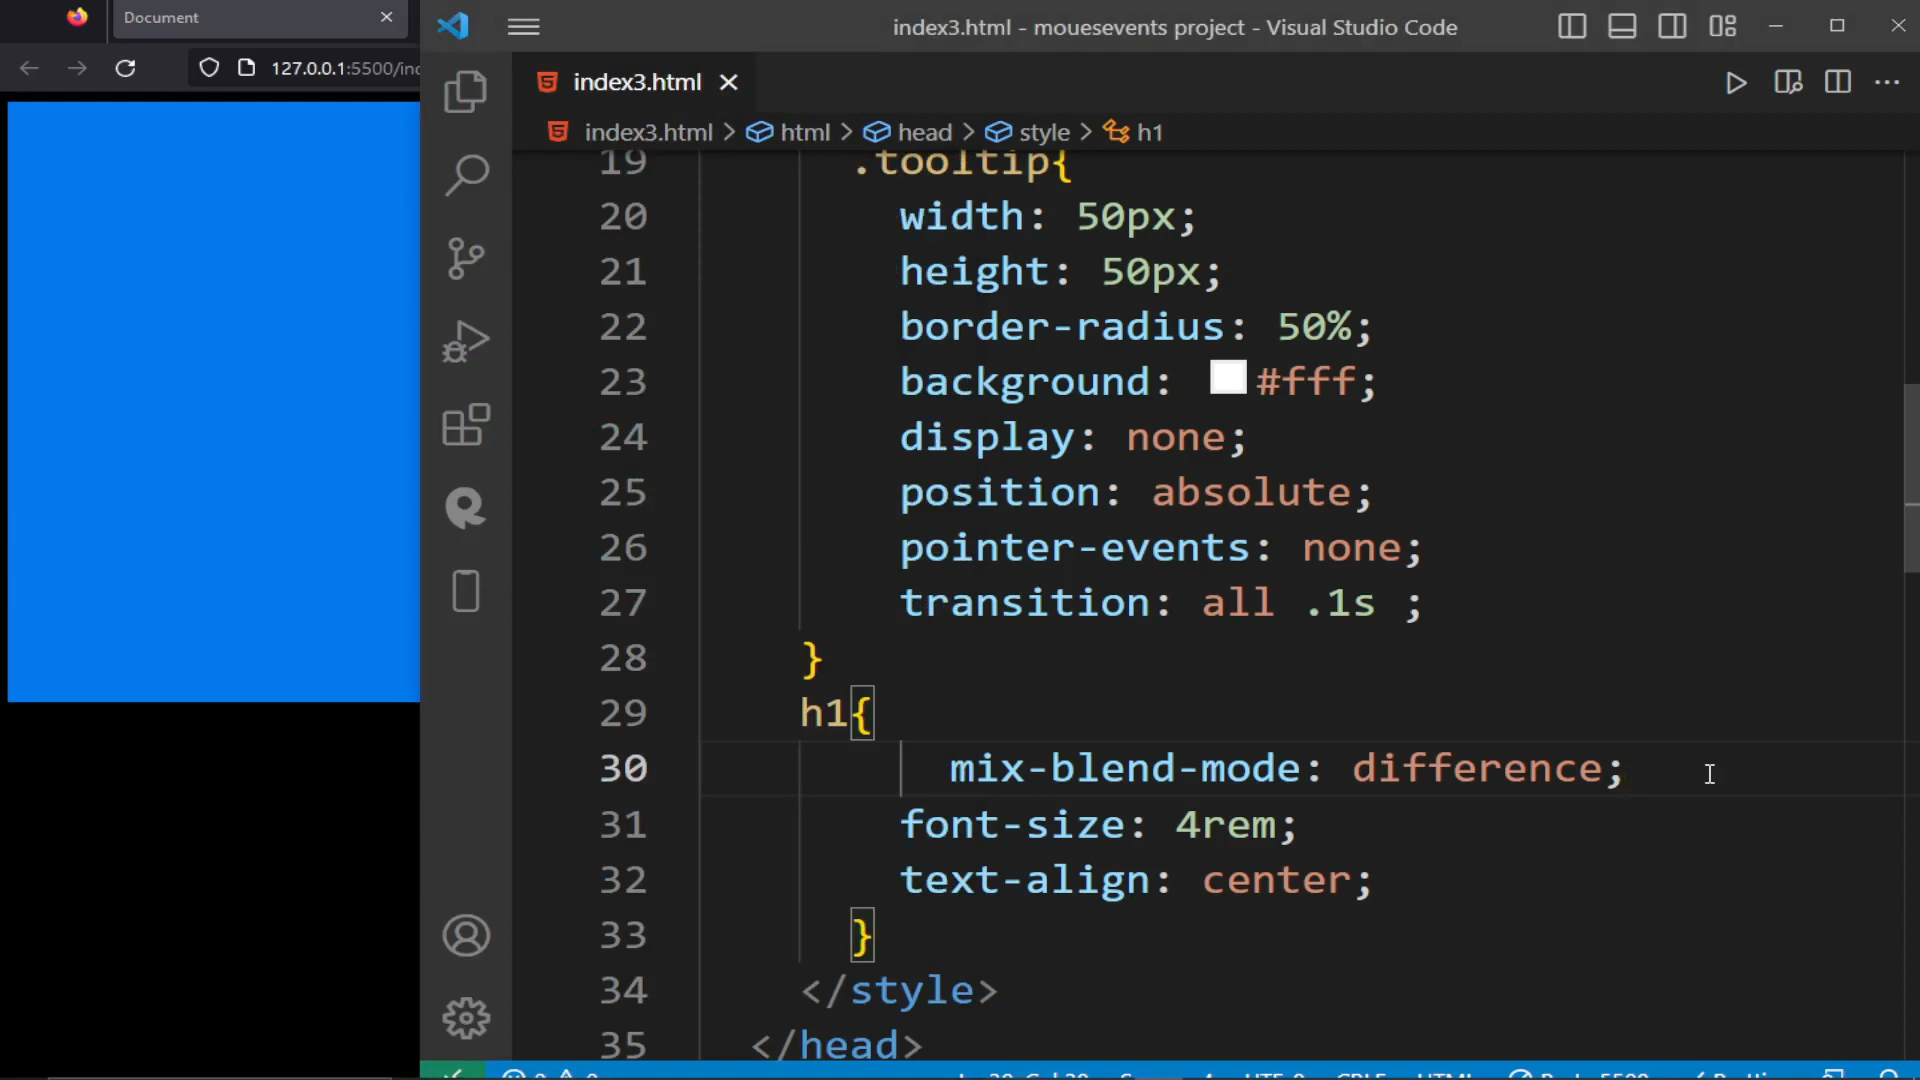 Document
index3.html - mouesevents project - Visual Studio Code
127.0.0.1:5500/in
index3.html
index3.html > html > head > style > h1
19 .tooltip{
20 width: 50px;
21 height: 50px;
22 border-radius: 50%;
23 background: #fff;
24 display: none;
25 position: absolute;
26 pointer-events: none;
27 transition: all .1s ;
28 }
29 h1{
30 mix-blend-mode: difference;
31 font-size: 4rem;
32 text-align: center;
33 }
34 </style>
35 </head>